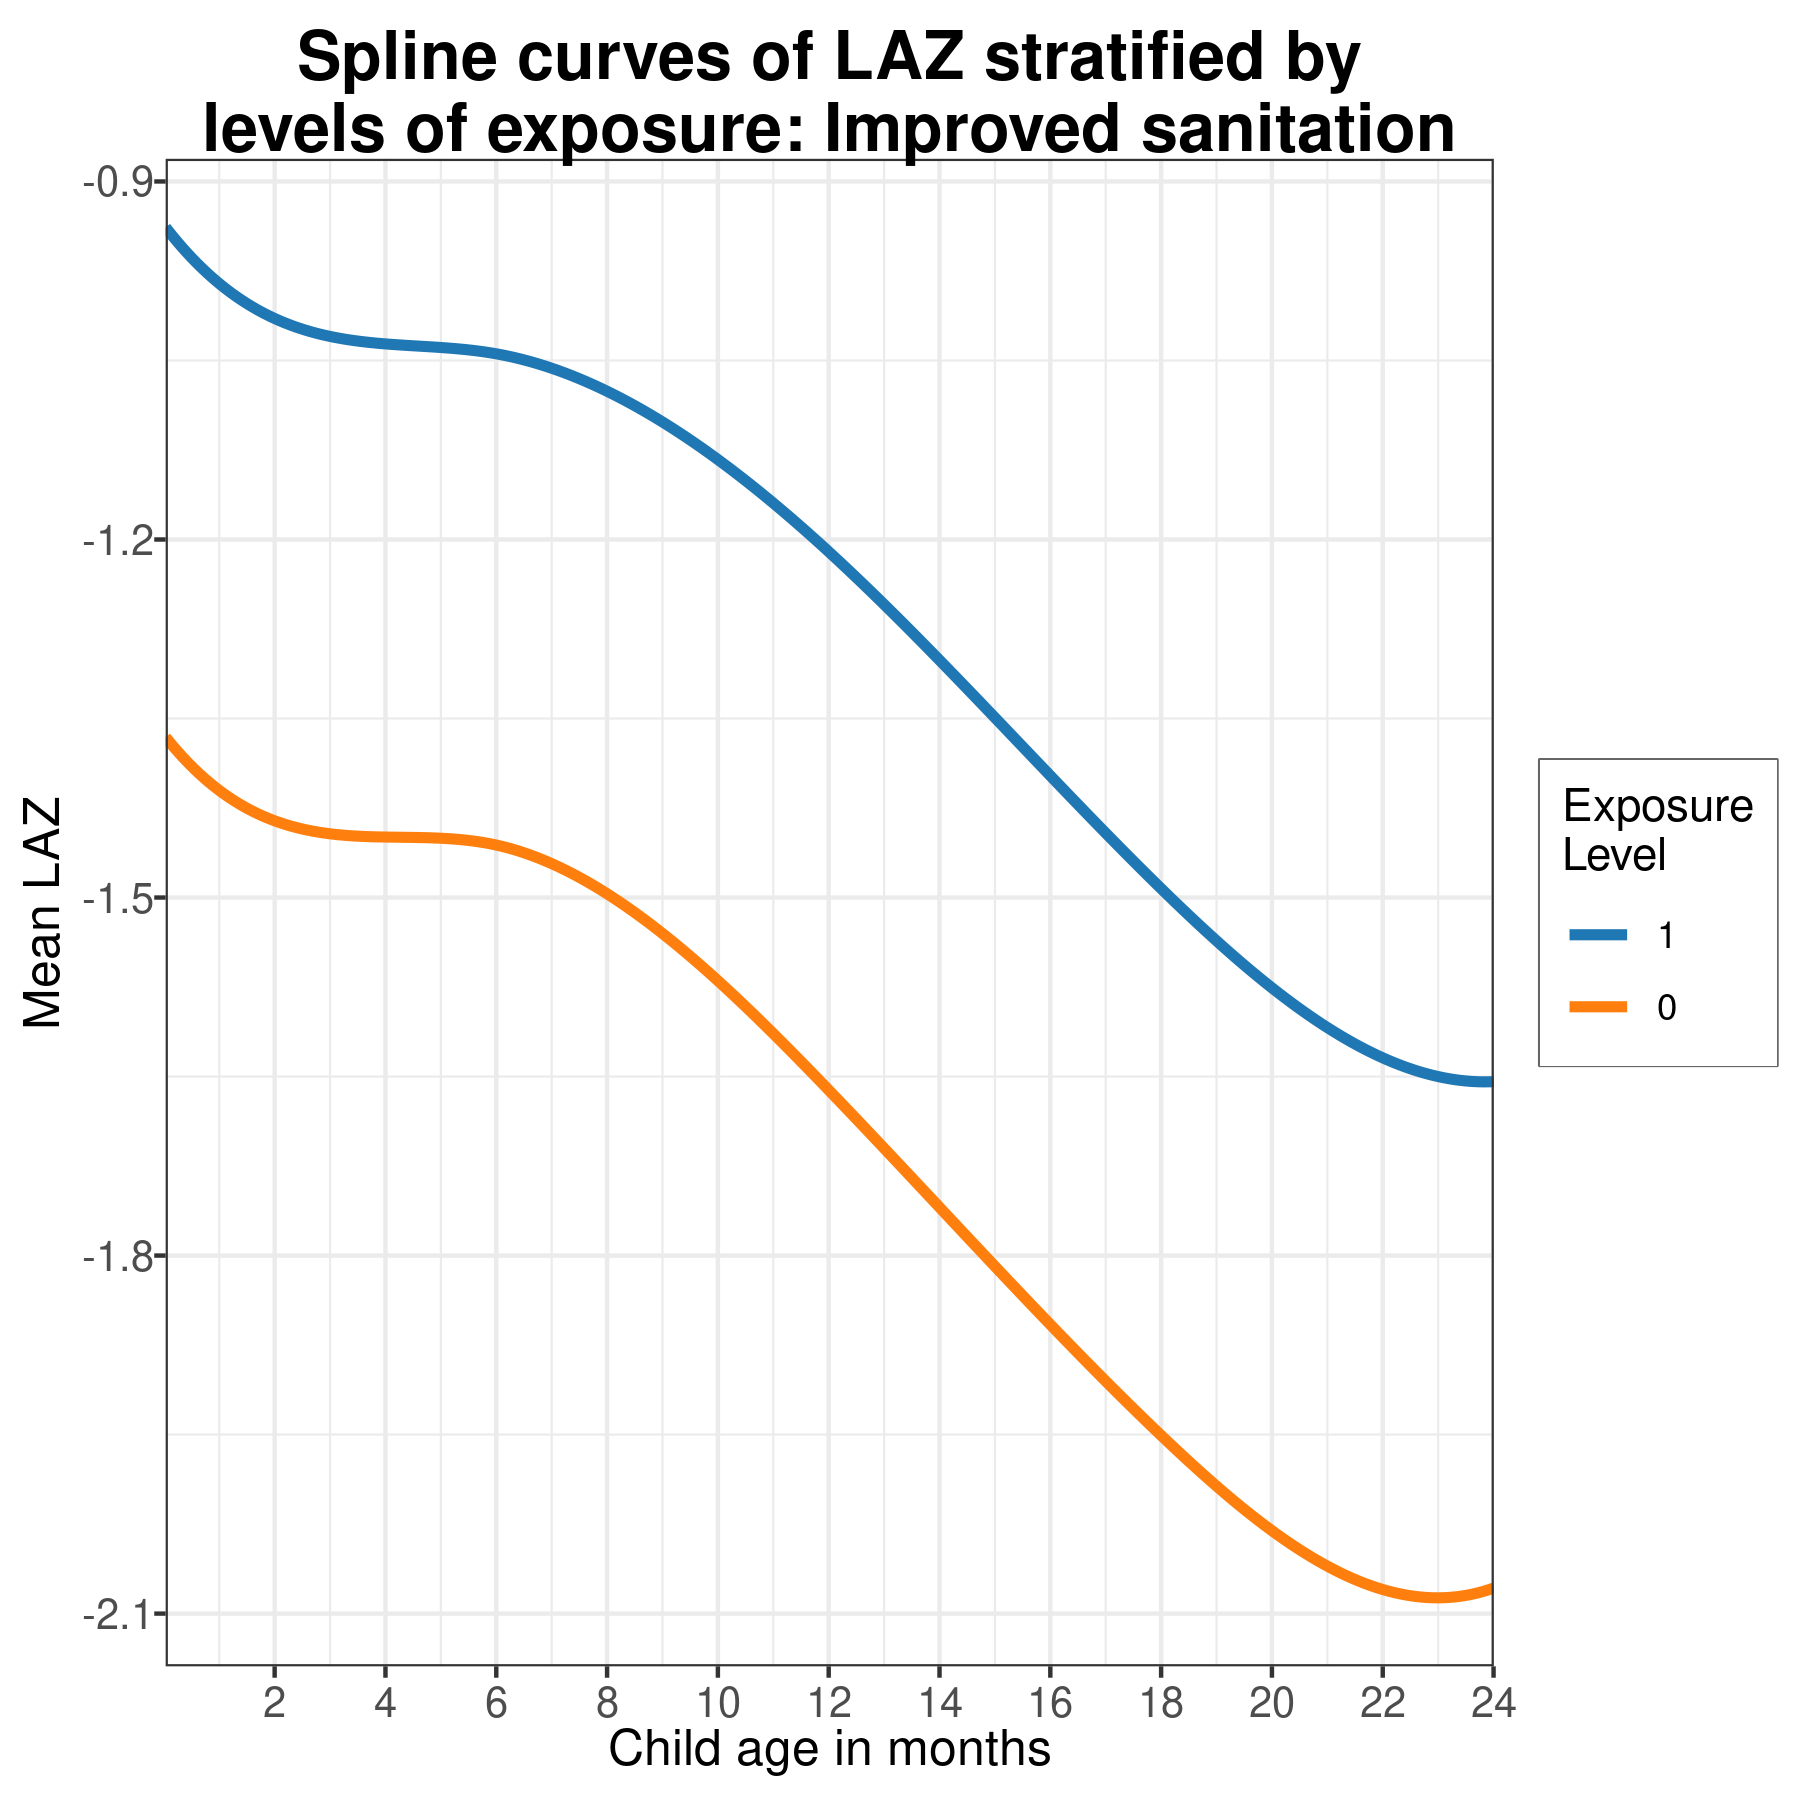 Spline curves of LAZ stratified by
levels of exposure: Improved sanitation
-0.9
-1.2
-1.5
-1.8
-2.1
Mean LAZ
2 4 6 8 10 12 14 16 18 20 22 24
Child age in months
Exposure
Level
1
0